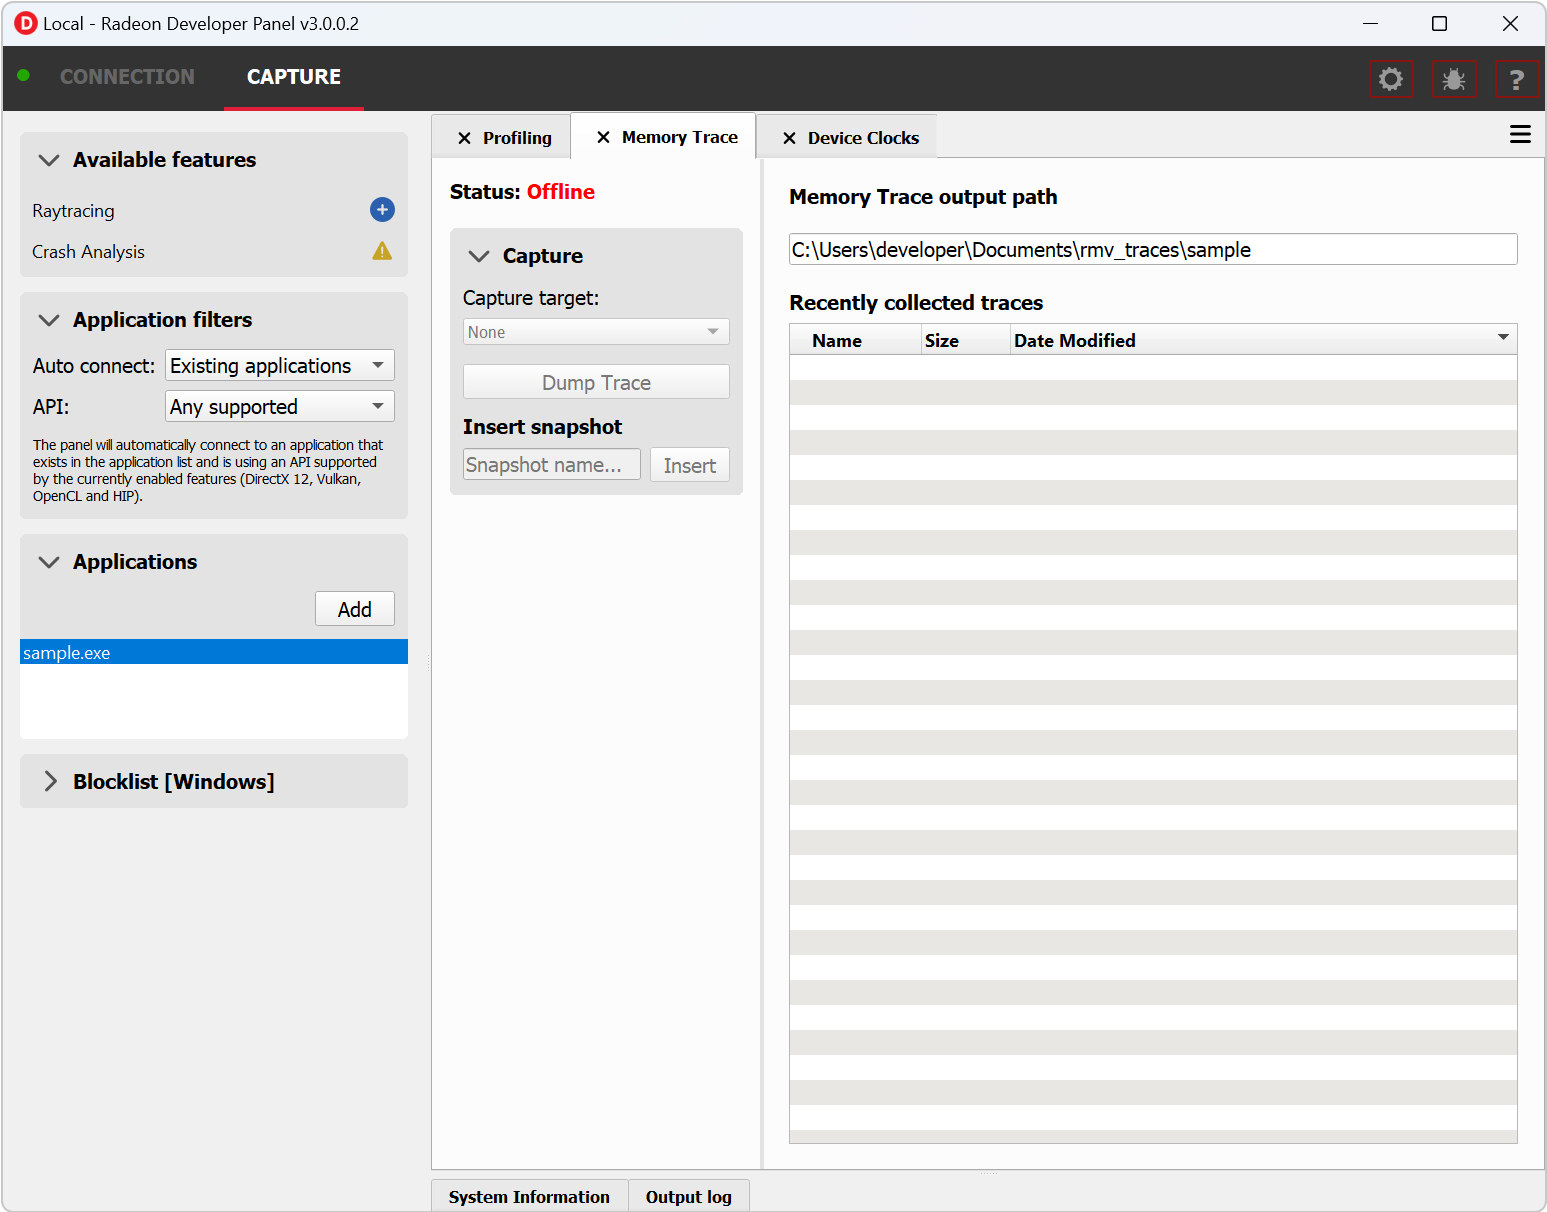 D Local - Radeon Developer Panel v3.0.0.2
CONNECTION
CAPTURE
?
Available features
Raytracing
Crash Analysis
Application filters
Auto connect: Existing applications
API: Any supported
The panel will automatically connect to an application that
exists in the application list and is using an API supported
by the currently enabled features (DirectX 12, Vulkan,
OpenCL and HIP).
Applications
Add
sample.exe
Blocklist [Windows]
Profiling
Memory Trace
Device Clocks
Status: Offline
Capture
Capture target:
None
Dump Trace
Insert snapshot
Snapshot name... Insert
Memory Trace output path
C:\Users\developer\Documents\rmv_traces\sample
Recently collected traces
Name Size Date Modified
System Information
Output log